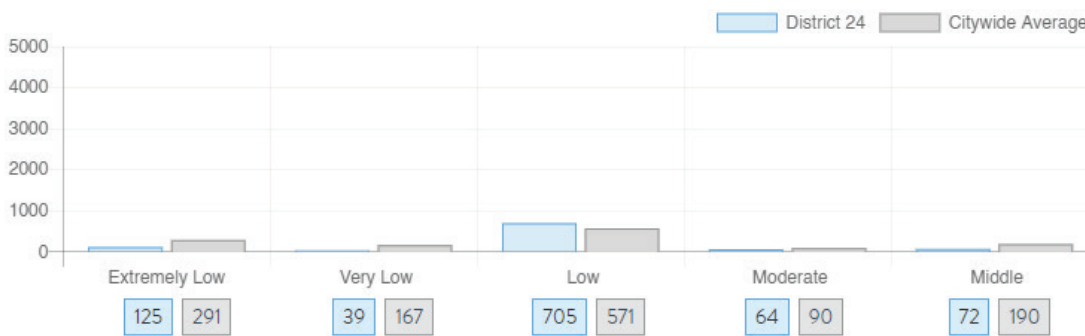 District 24 Citywide Average
5000
4000
3000
2000
1000
0
Extremely Low Very Low Low Moderate Middle
125 291 39 167 705 571 64 90 72 190